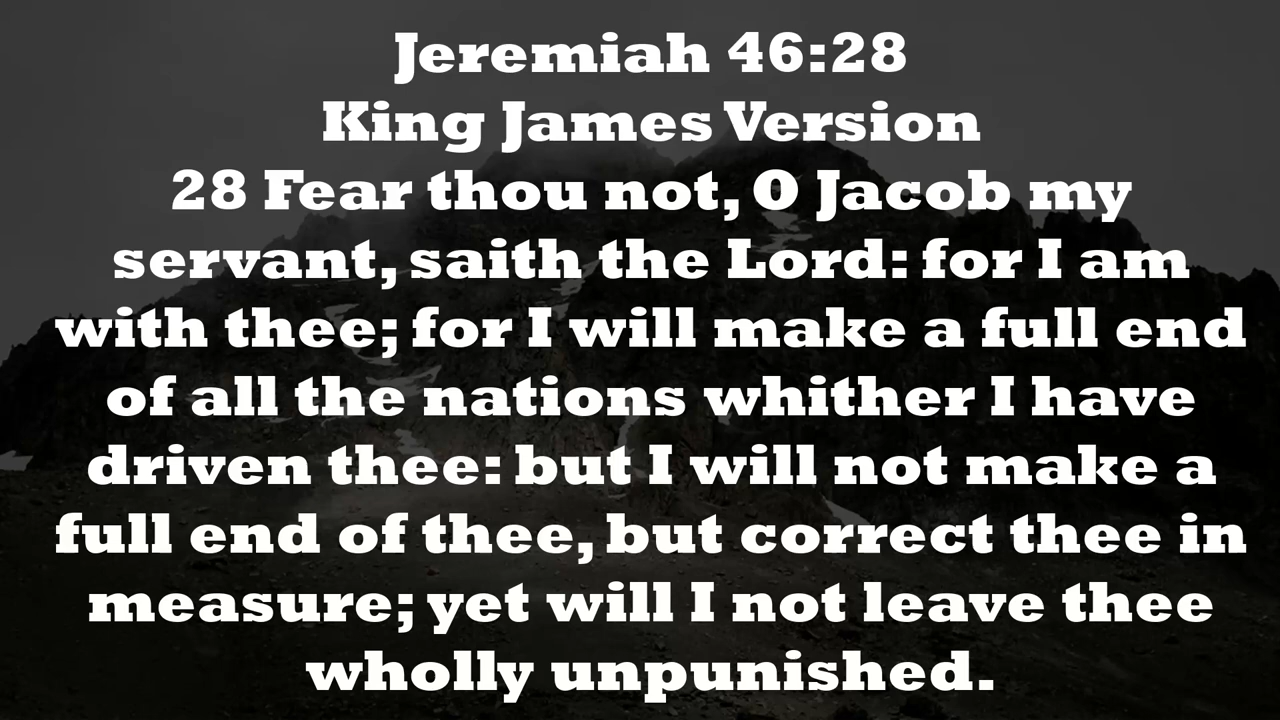 Jeremiah 46:28
King James Version
28 Fear thou not, O Jacob my
servant, saith the Lord: for I am
with thee; for I will make a full end
of all the nations whither I have
driven thee: but I will not make a
full end of thee, but correct thee in
measure; yet will I not leave thee
wholly unpunished.